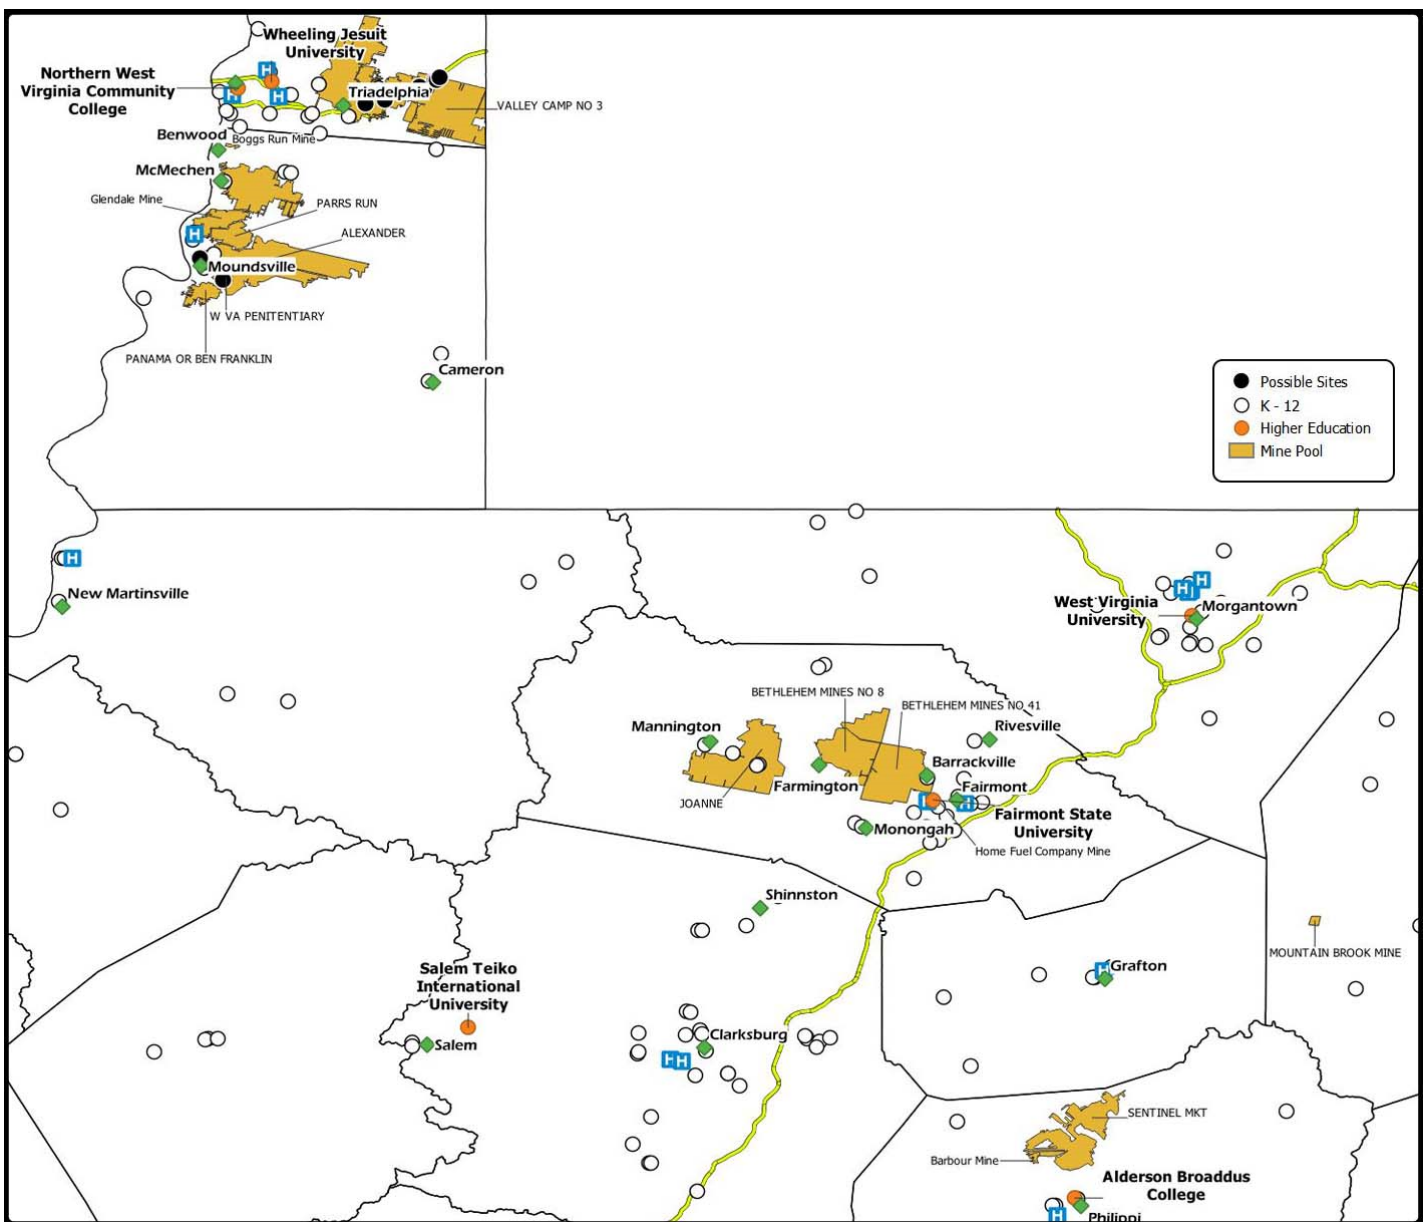 Wheeling Jesuit
University
Northern West
Virginia Community
College
H
H
H
Triadelphia
VALLEY CAMP NO 3
Benwood
Boggs Run Mine
McMechen
Glendale Mine
PARRS RUN
H
ALEXANDER
Moundsville
W VA PENITENTIARY
PANAMA OR BEN FRANKLIN
Cameron
Possible Sites
K - 12
Higher Education
Mine Pool
H
New Martinsville
H
H
West Virginia
University
Morgantown
BETHLEHEM MINES NO 8
BETHLEHEM MINES NO 41
Mannington
Rivesville
Barrackville
Farmington
Fairmont
JOANNE
H
Fairmont State
University
Monongah
Home Fuel Company Mine
Shinnston
MOUNTAIN BROOK MINE
Salem Teiko
International
University
H
Grafton
Salem
Clarksburg
H
H
SENTINEL MKT
Barbour Mine
Alderson Broaddus
College
H
Philippi